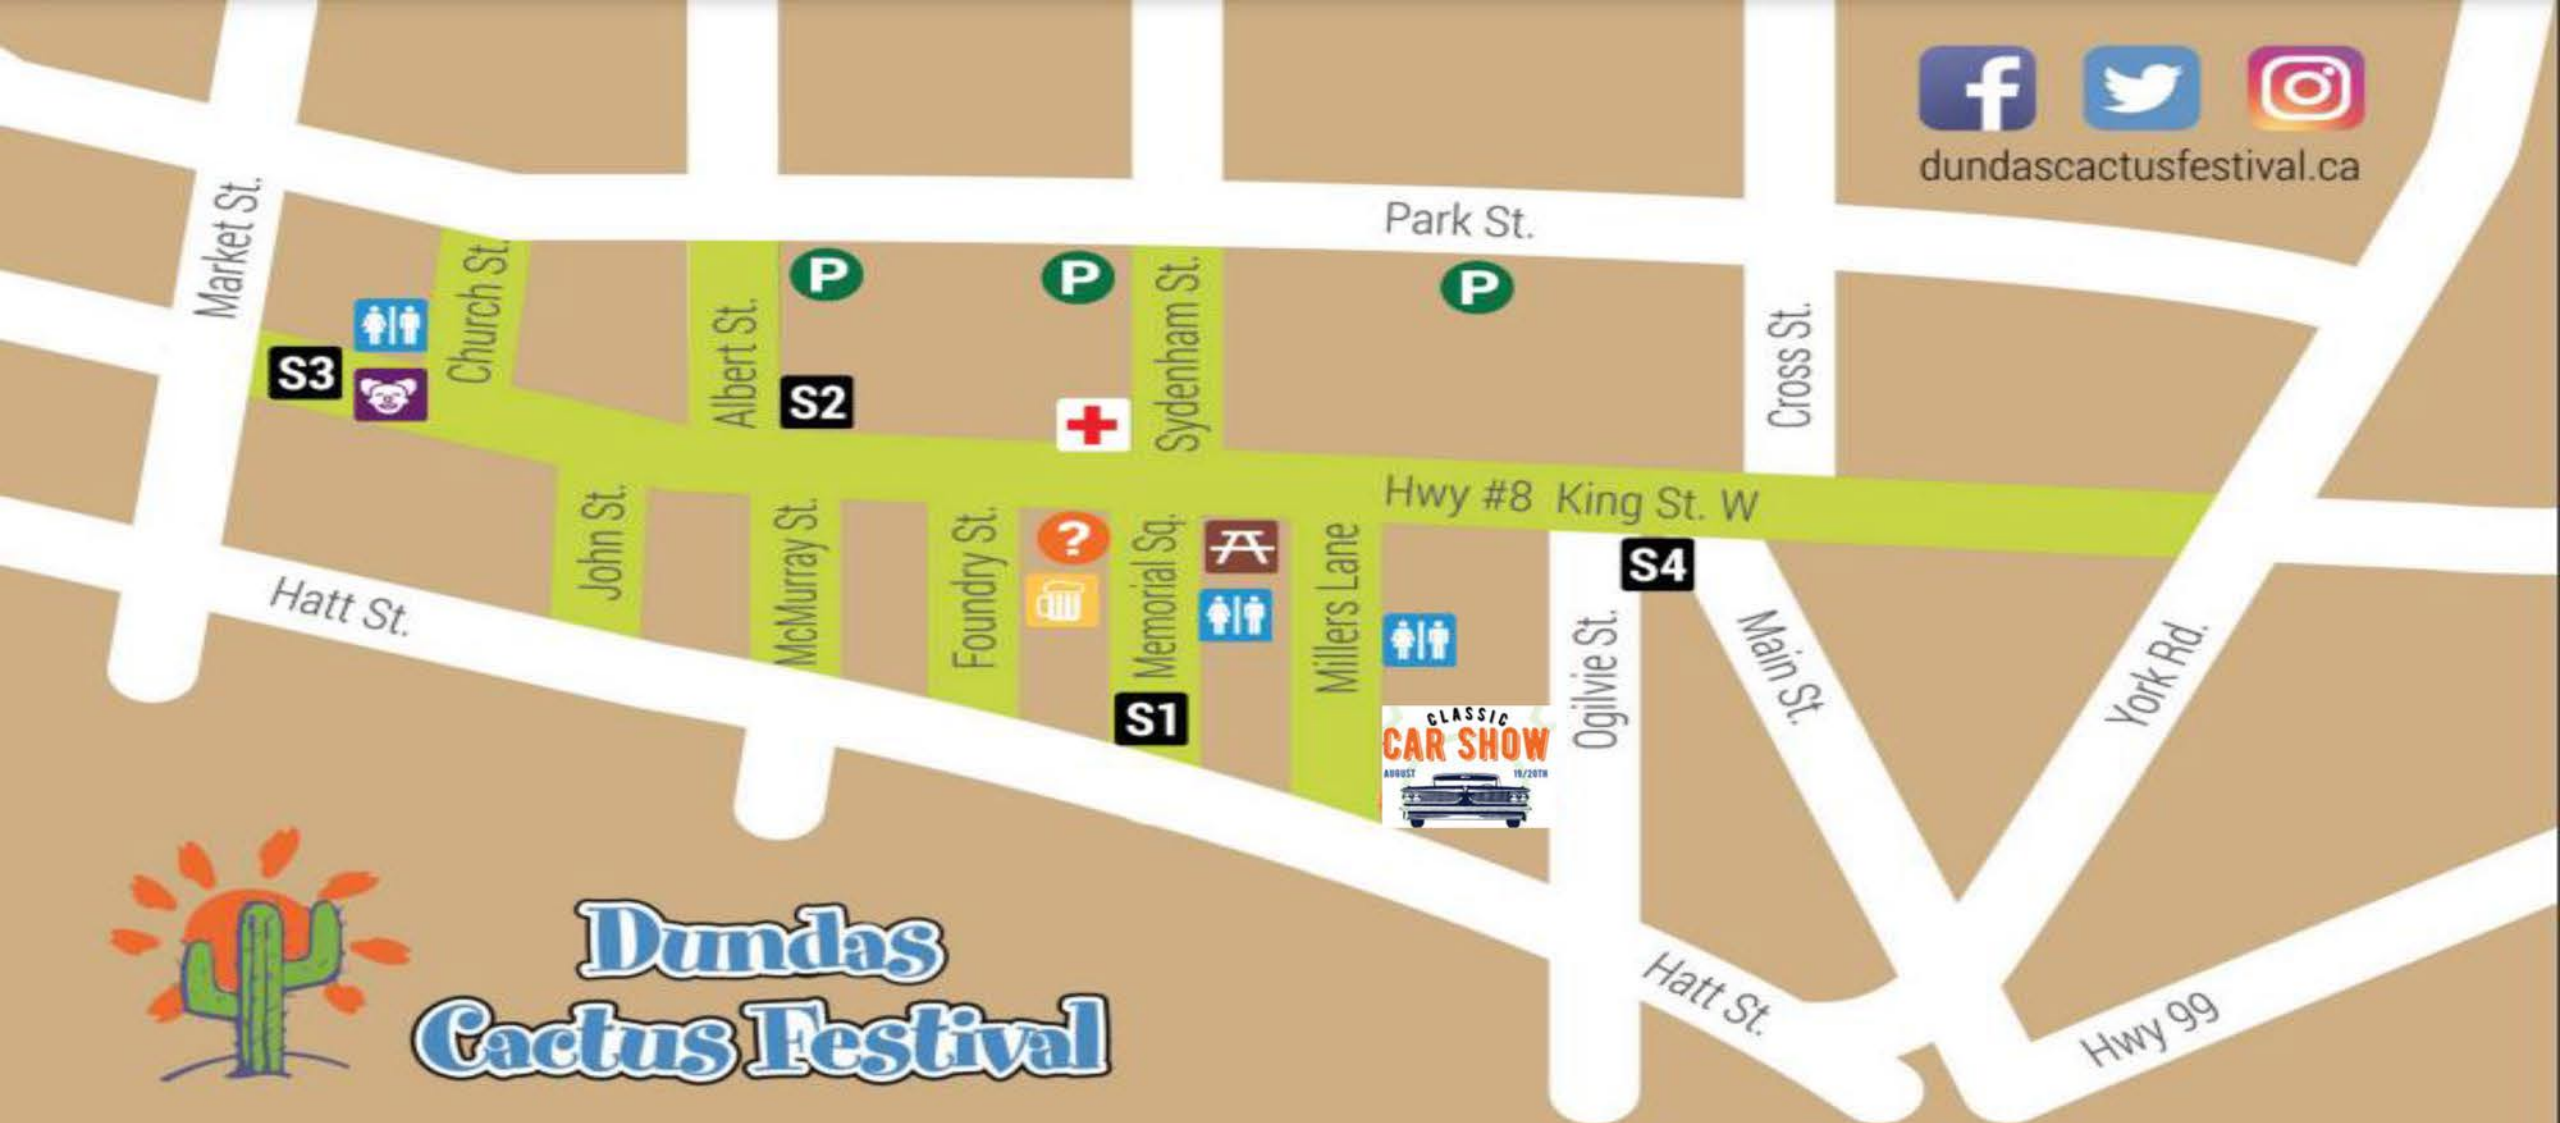 dundascactusfestival.ca
Park St.
Market St.
Church St.
Albert St.
Sydenham St.
Cross St.
P
P
P
S3
S2
Hwy #8 King St. W
John St.
McMurray St.
Foundry St.
?
Memorial Sq.
Millers Lane
Ogilvie St.
S4
Main St.
York Rd.
Hatt St.
S1
CLASSIC
CAR SHOW
AUGUST 19/20TH
Hatt St.
Hwy 99
Dundas
Cactus Festival